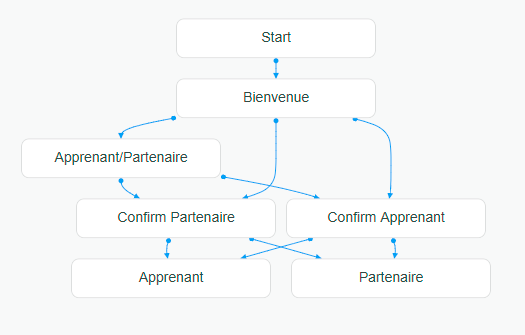 Start
Bienvenue
Apprenant/Partenaire
Confirm Partenaire
Confirm Apprenant
Apprenant
Partenaire